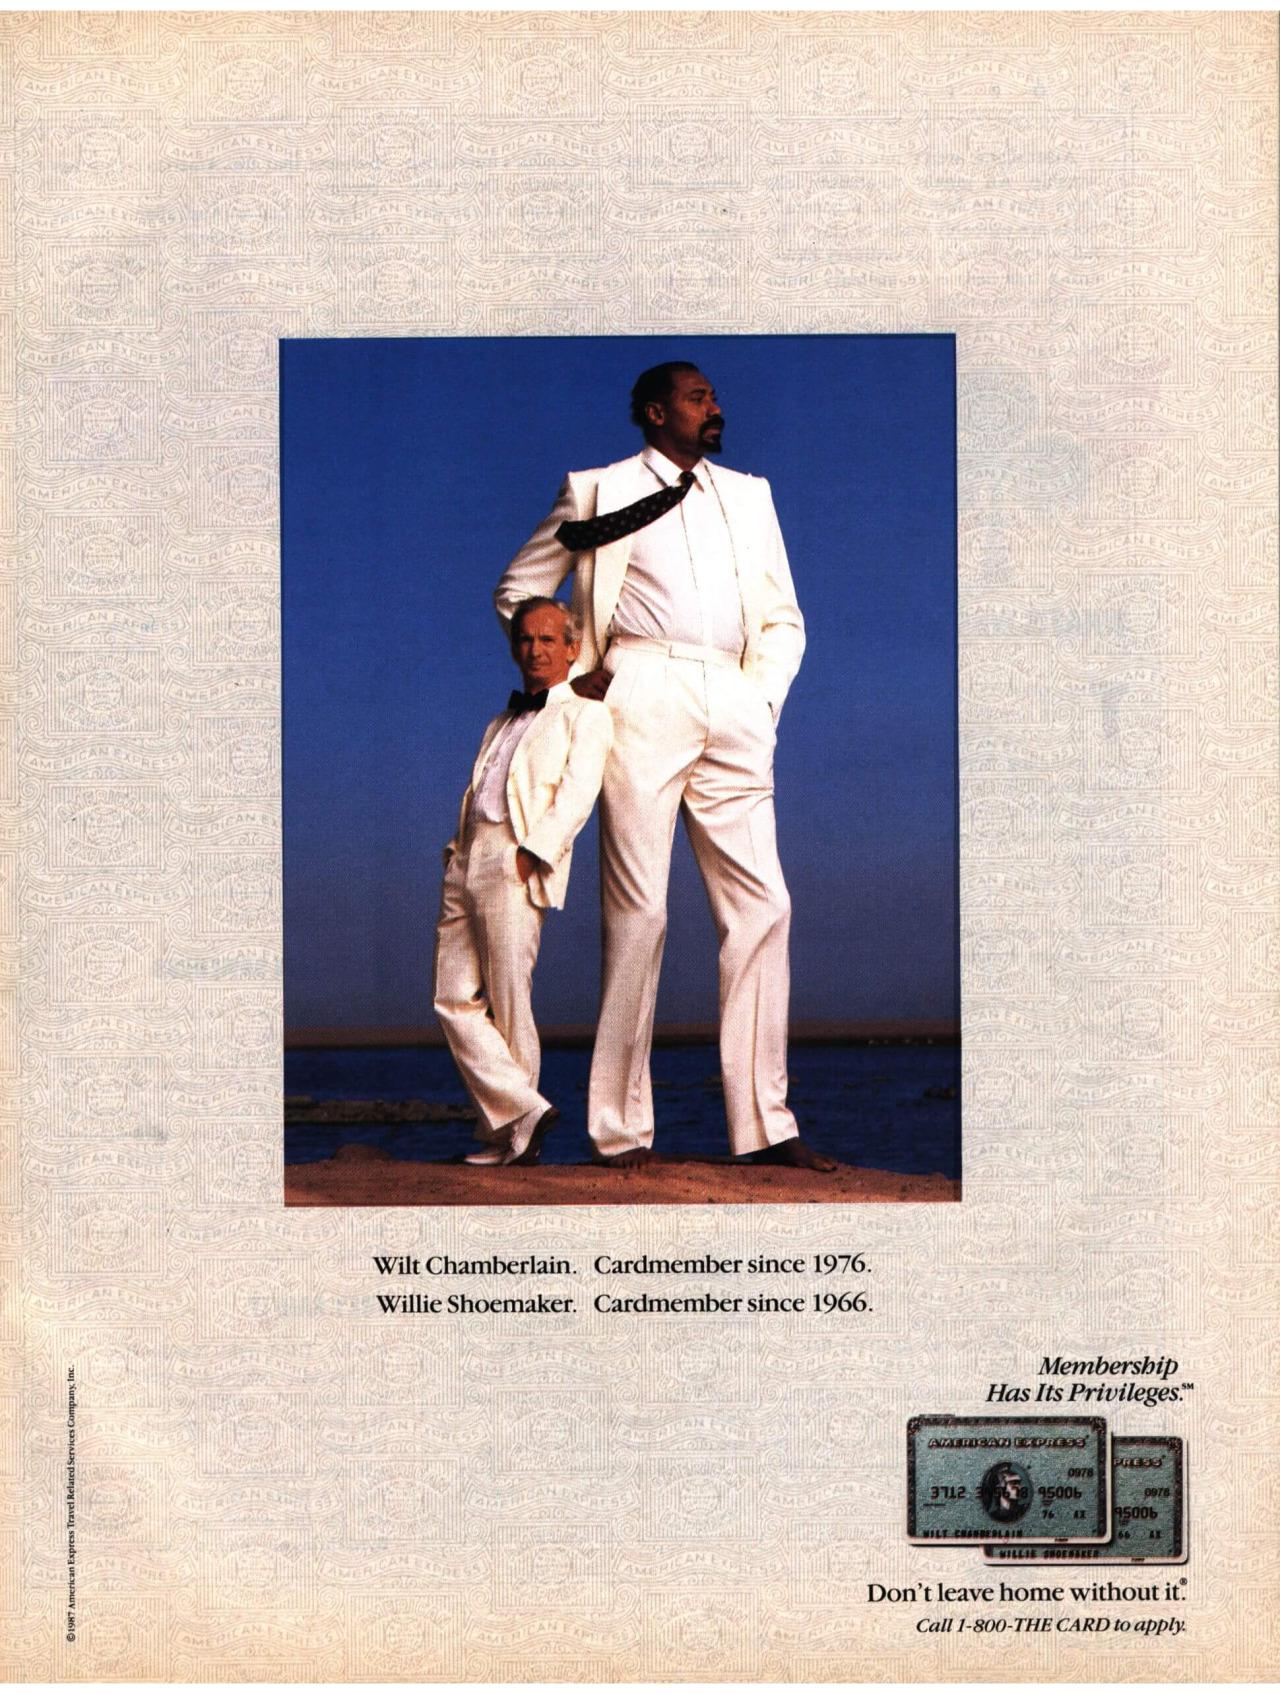 Wilt Chamberlain. Cardmember since 1976.
Willie Shoemaker. Cardmember since 1966.
©1987 American Express Travel Related Services Company, Inc.
Membership
Has Its Privileges.℠
AMERICAN EXPRESS®
0978
3712 345678 95006
76 AX
WILT CHAMBERLAIN
PRESS®
0978
95006
66 AX
WILLIE SHOEMAKER
Don't leave home without it.®
Call 1-800-THE CARD to apply.